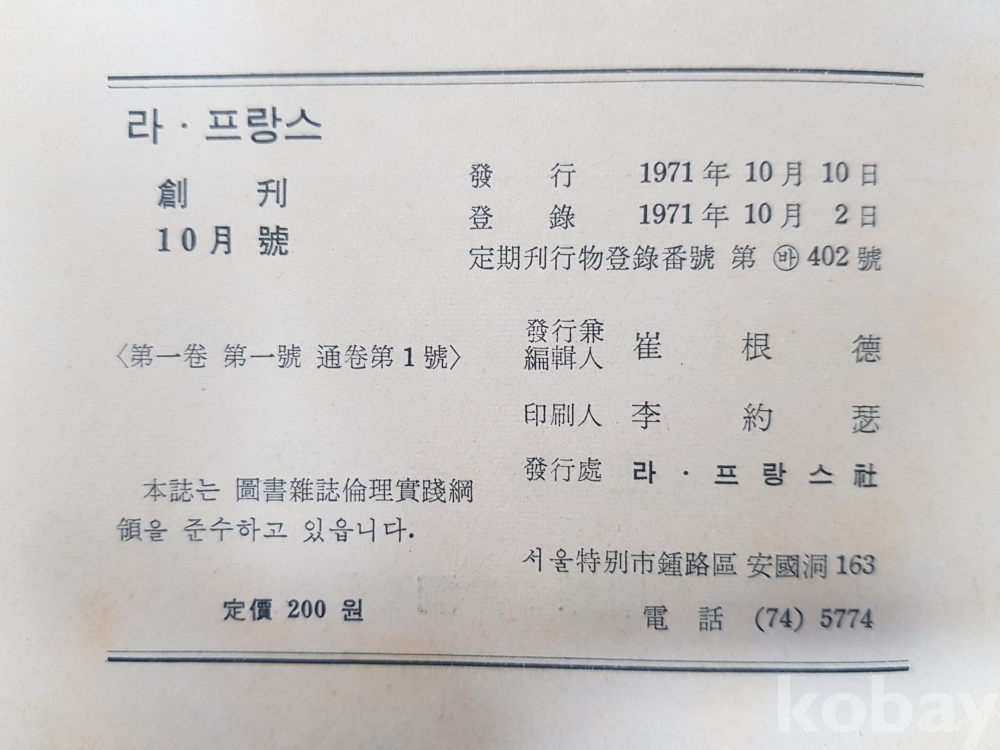 라 · 프랑스
創刊
10月 號
〈第一卷 第一號 通卷第1號〉
本誌는 圖書雜誌倫理實踐綱
領을 준수하고 있읍니다.
定價 200 원
發行 1971年 10月 10日
登錄 1971年 10月 2日
定期刊行物登錄番號 第 ㉳ 402號
發行兼
編輯人 崔根德
印刷人 李約瑟
發行處 라 · 프랑스社
서울特別市鍾路區 安國洞 163
電話 (74) 5774
kobay